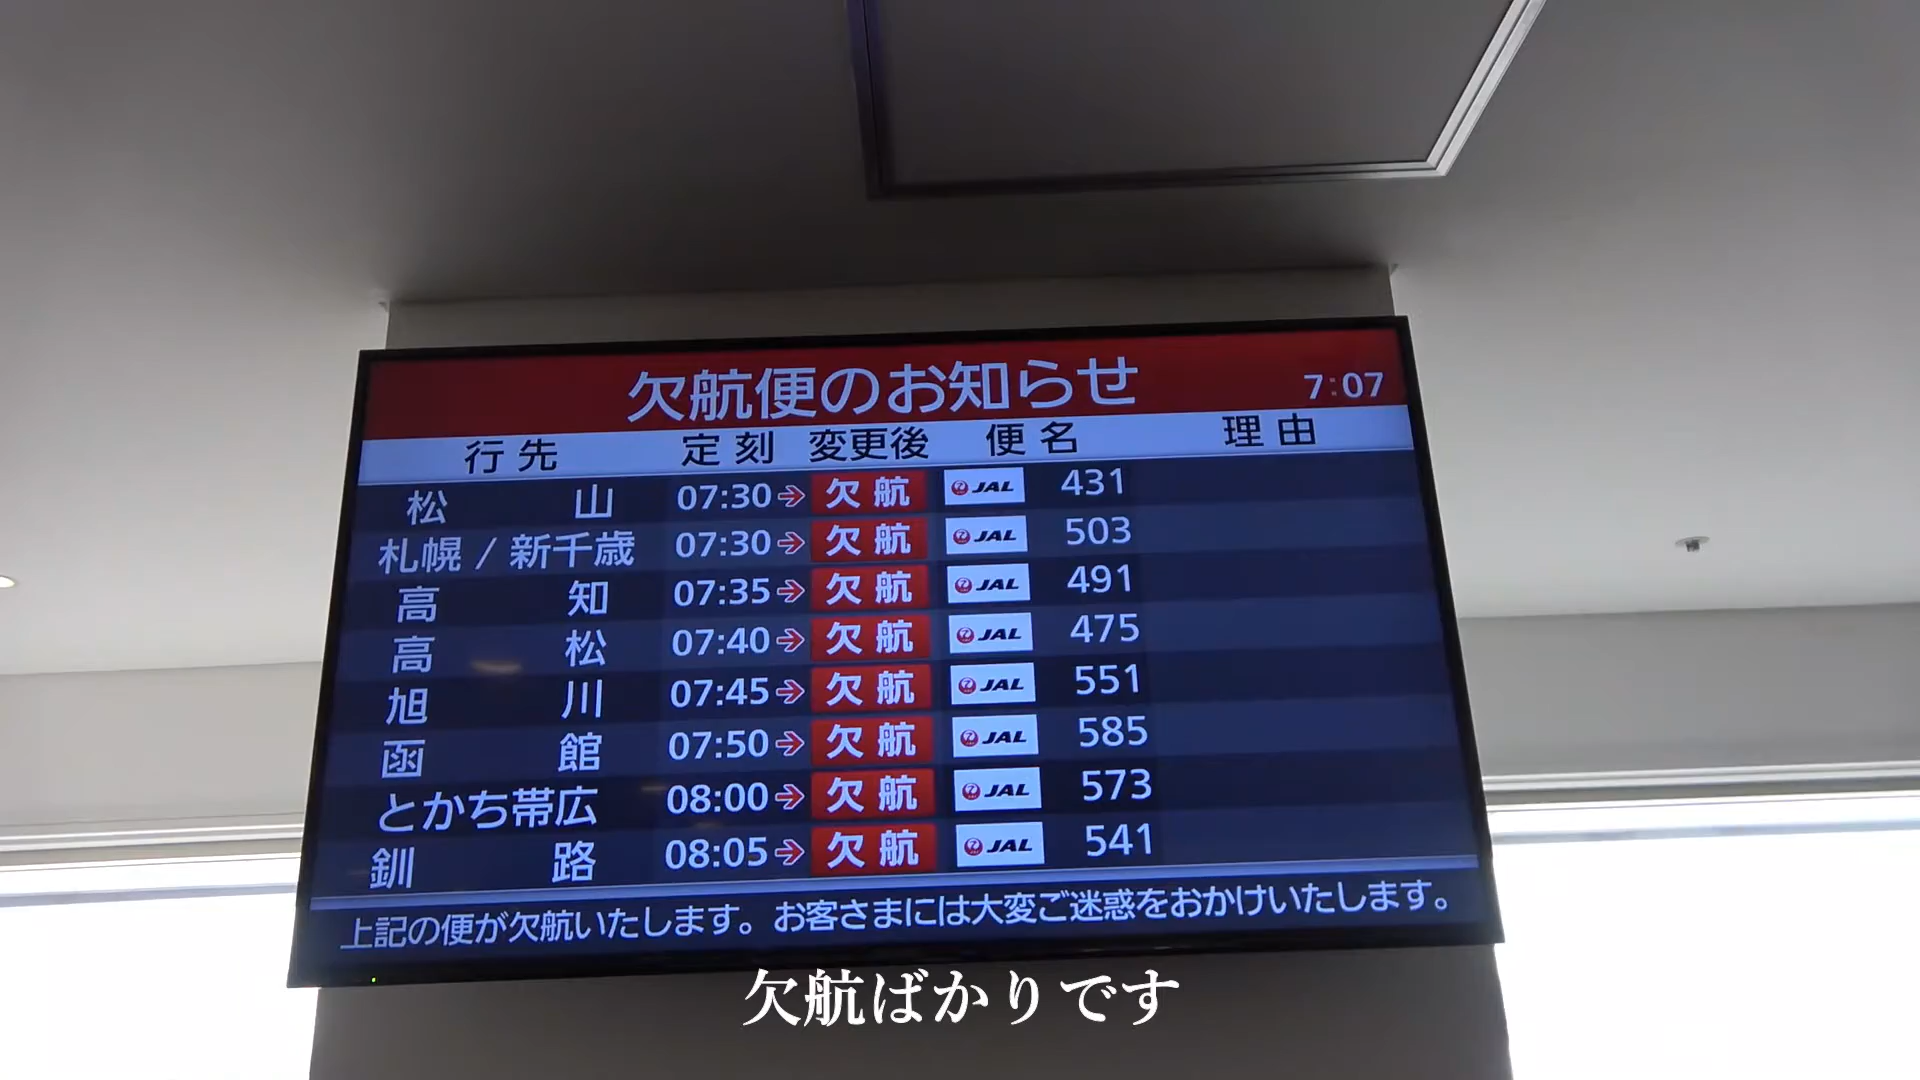 欠航便のお知らせ 7:07
行先 定刻 変更後 便名 理由
松山 07:30→欠航 JAL 431
札幌/新千歳 07:30→欠航 JAL 503
高知 07:35→欠航 JAL 491
高松 07:40→欠航 JAL 475
旭川 07:45→欠航 JAL 551
函館 07:50→欠航 JAL 585
とかち帯広 08:00→欠航 JAL 573
釧路 08:05→欠航 JAL 541
上記の便が欠航いたします。お客さまには大変ご迷惑をおかけいたします。
欠航ばかりです